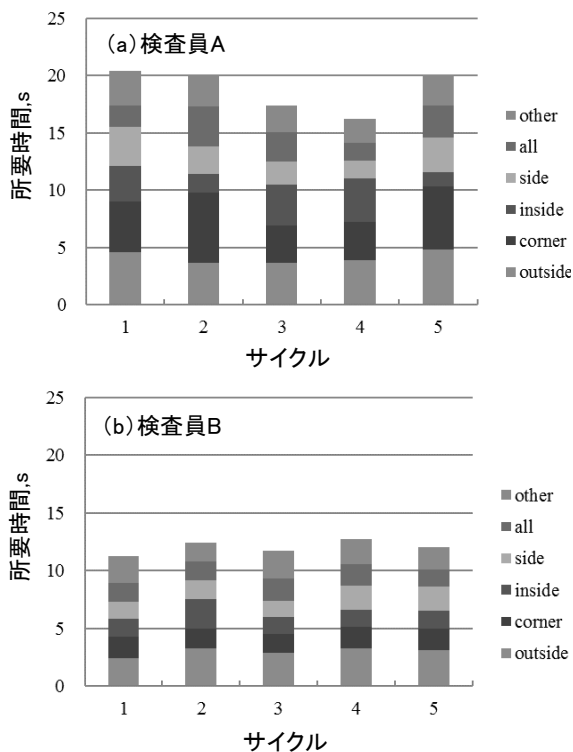 (a)検査員A
25
20
15
10
5
0
所要時間,s
1 2 3 4 5
サイクル
other
all
side
inside
corner
outside
(b)検査員B
25
20
15
10
5
0
所要時間,s
1 2 3 4 5
サイクル
other
all
side
inside
corner
outside